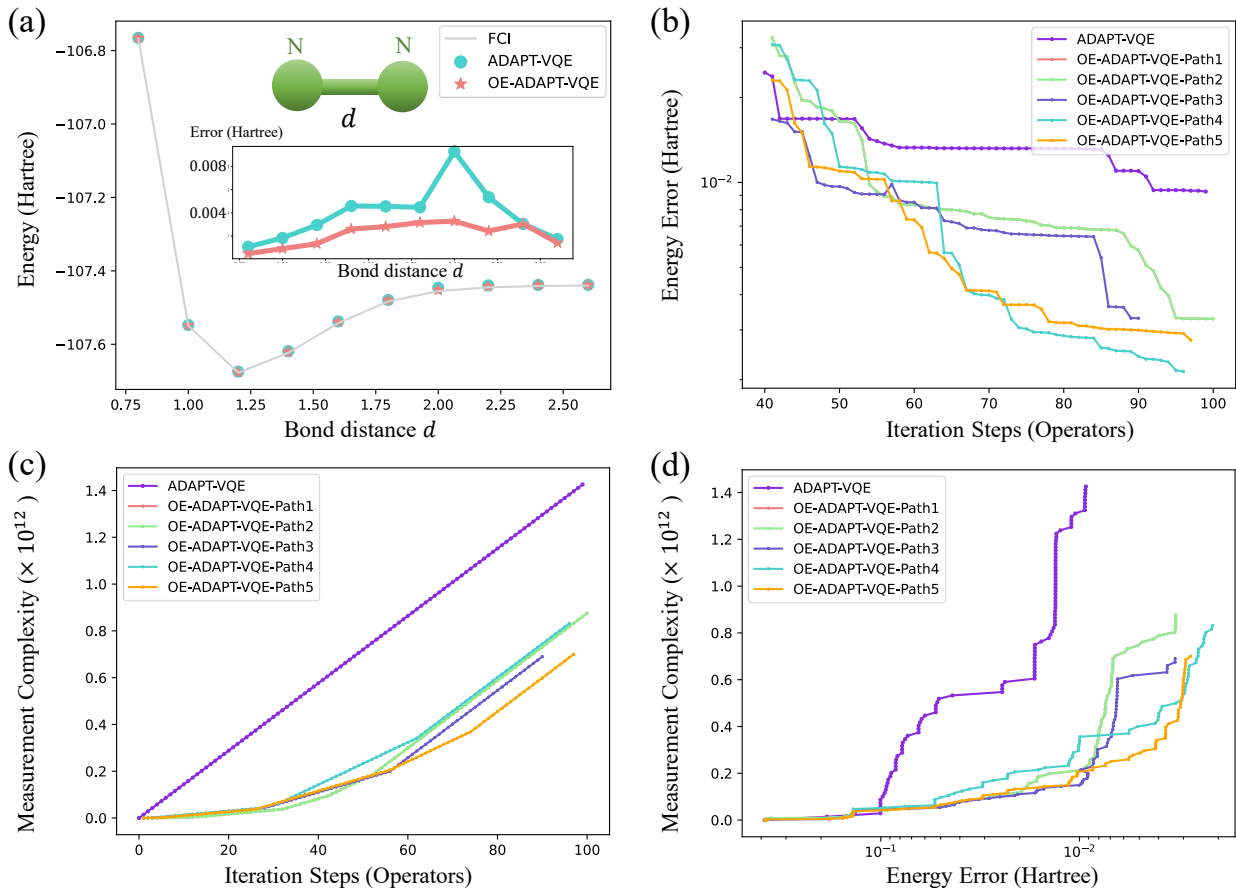 (a)
N N
d
FCI
ADAPT-VQE
OE-ADAPT-VQE
Error (Hartree)
0.008
0.004
Bond distance d
Energy (Hartree)
−106.8
−107.0
−107.2
−107.4
−107.6
0.75 1.00 1.25 1.50 1.75 2.00 2.25 2.50
Bond distance d
(b)
ADAPT-VQE
OE-ADAPT-VQE-Path1
OE-ADAPT-VQE-Path2
OE-ADAPT-VQE-Path3
OE-ADAPT-VQE-Path4
OE-ADAPT-VQE-Path5
Energy Error (Hartree)
10⁻²
40 50 60 70 80 90 100
Iteration Steps (Operators)
(c)
ADAPT-VQE
OE-ADAPT-VQE-Path1
OE-ADAPT-VQE-Path2
OE-ADAPT-VQE-Path3
OE-ADAPT-VQE-Path4
OE-ADAPT-VQE-Path5
Measurement Complexity (× 10¹²)
1.4
1.2
1.0
0.8
0.6
0.4
0.2
0.0
0 20 40 60 80 100
Iteration Steps (Operators)
(d)
ADAPT-VQE
OE-ADAPT-VQE-Path1
OE-ADAPT-VQE-Path2
OE-ADAPT-VQE-Path3
OE-ADAPT-VQE-Path4
OE-ADAPT-VQE-Path5
Measurement Complexity (× 10¹²)
1.4
1.2
1.0
0.8
0.6
0.4
0.2
0.0
10⁻¹ 10⁻²
Energy Error (Hartree)